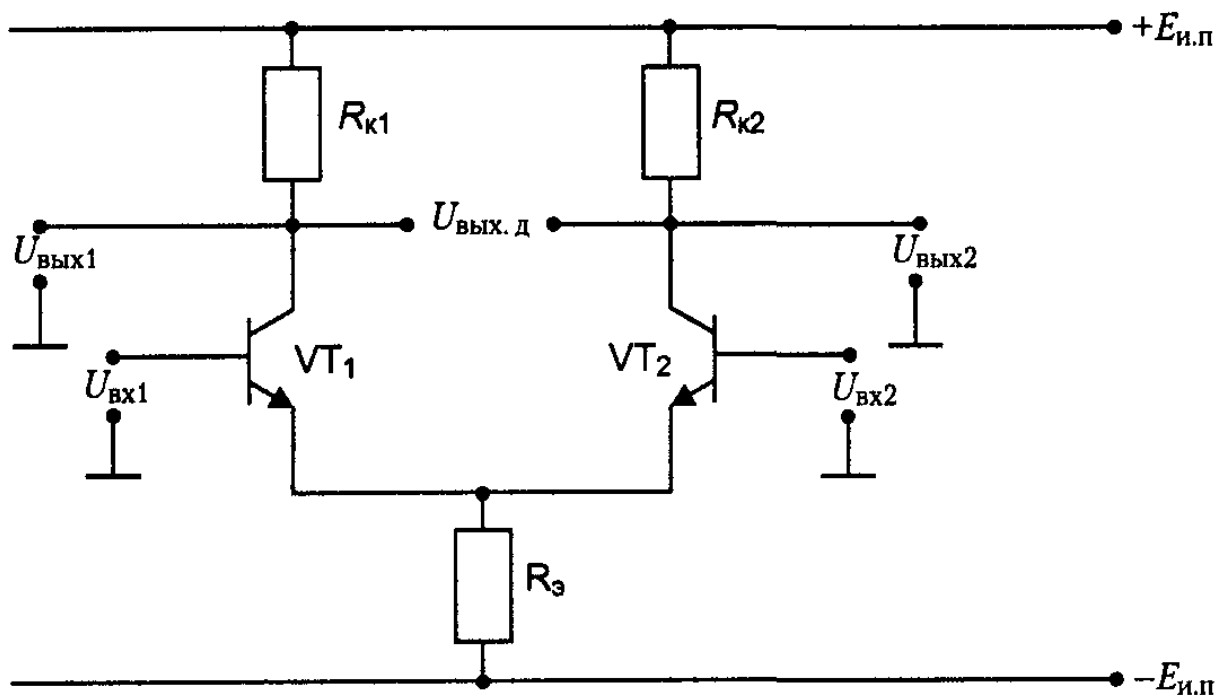 +Eи.п
Rк1
Rк2
Uвых1
Uвых. д
Uвых2
VT1
VT2
Uвх1
Uвх2
Rэ
−Eи.п